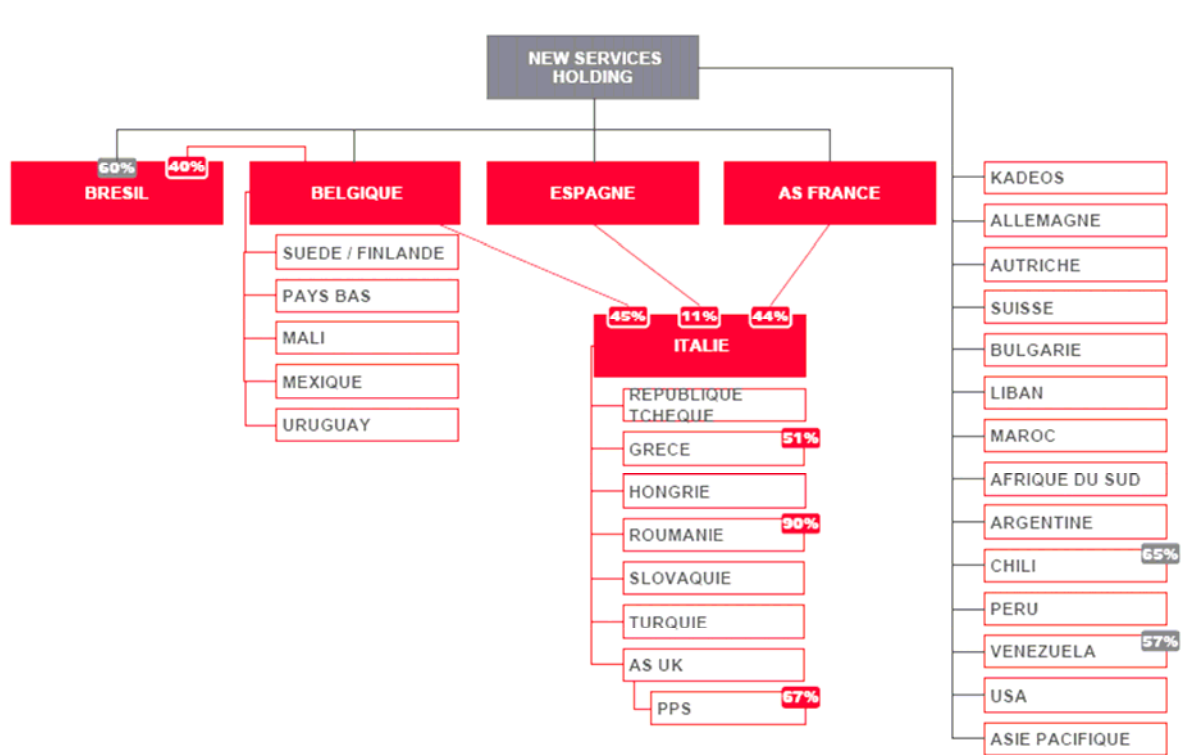 NEW SERVICES
HOLDING
60%
40%
BRESIL
BELGIQUE
ESPAGNE
AS FRANCE
SUEDE / FINLANDE
PAYS BAS
MALI
MEXIQUE
URUGUAY
45%
11%
44%
ITALIE
REPUBLIQUE
TCHEQUE
51%
GRECE
HONGRIE
90%
ROUMANIE
SLOVAQUIE
TURQUIE
AS UK
67%
PPS
KADEOS
ALLEMAGNE
AUTRICHE
SUISSE
BULGARIE
LIBAN
MAROC
AFRIQUE DU SUD
ARGENTINE
65%
CHILI
PERU
57%
VENEZUELA
USA
ASIE PACIFIQUE